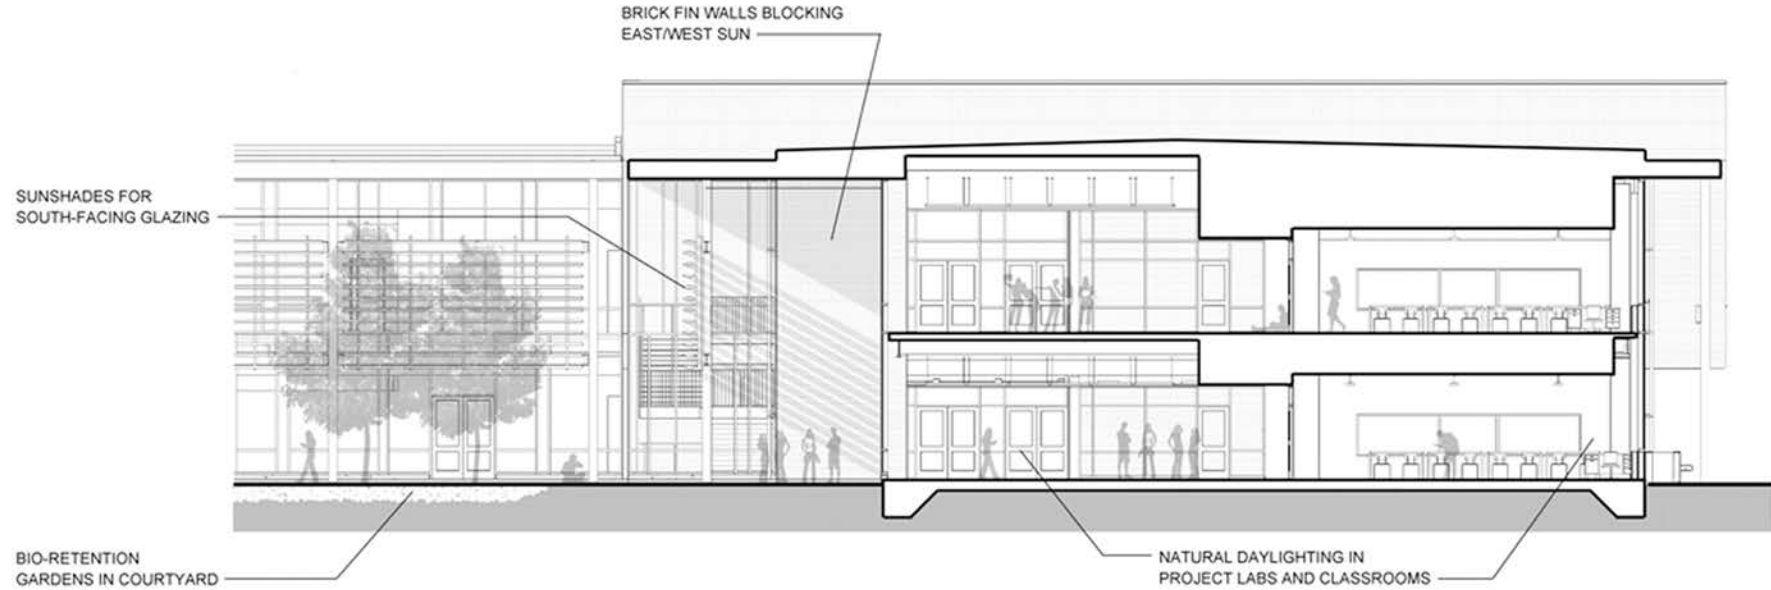 BRICK FIN WALLS BLOCKING
EAST/WEST SUN
SUNSHADES FOR
SOUTH-FACING GLAZING
BIO-RETENTION
GARDENS IN COURTYARD
NATURAL DAYLIGHTING IN
PROJECT LABS AND CLASSROOMS